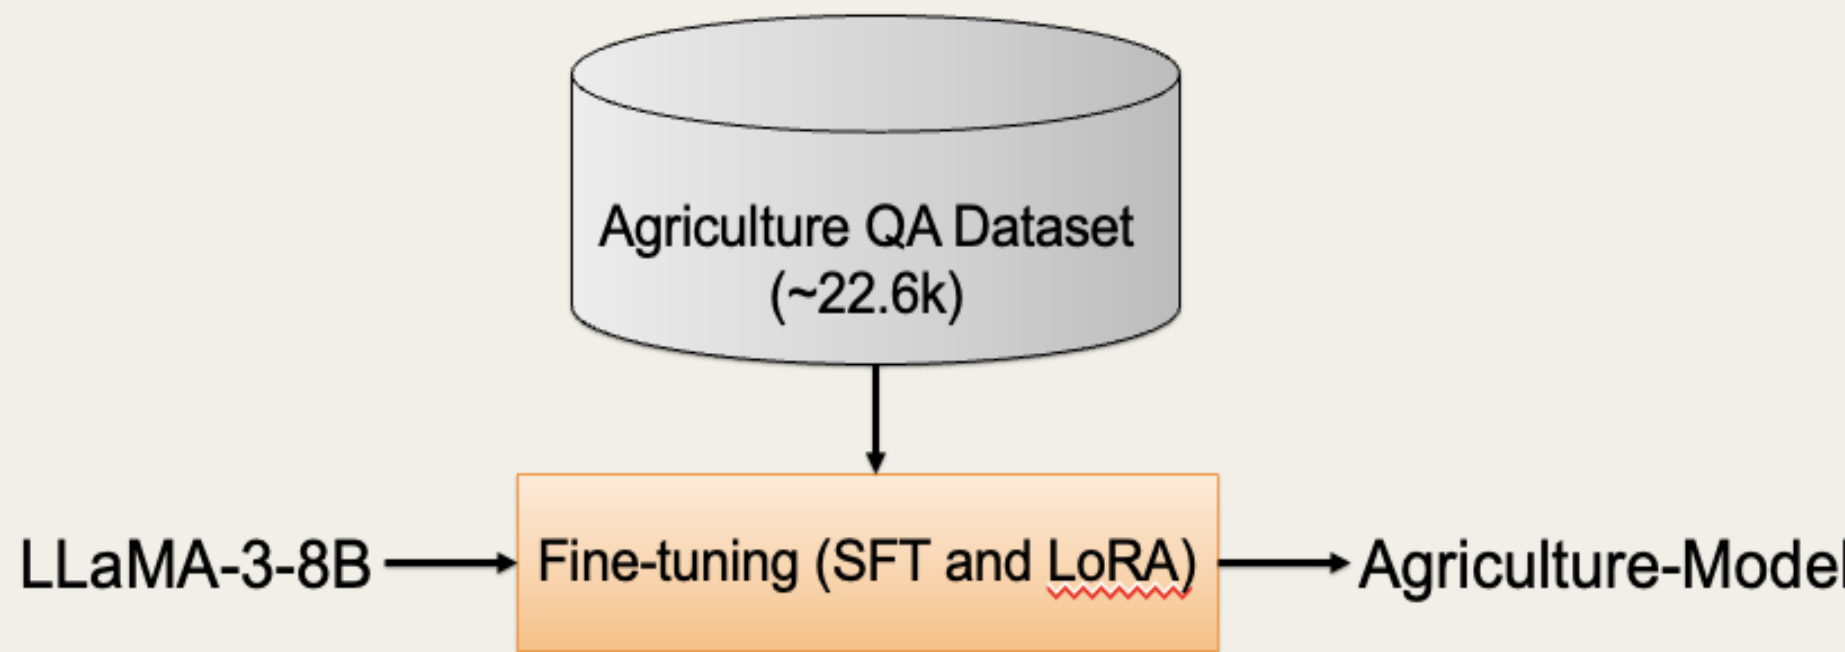 Agriculture QA Dataset
(~22.6k)
LLaMA-3-8B
Fine-tuning (SFT and LoRA)
Agriculture-Model